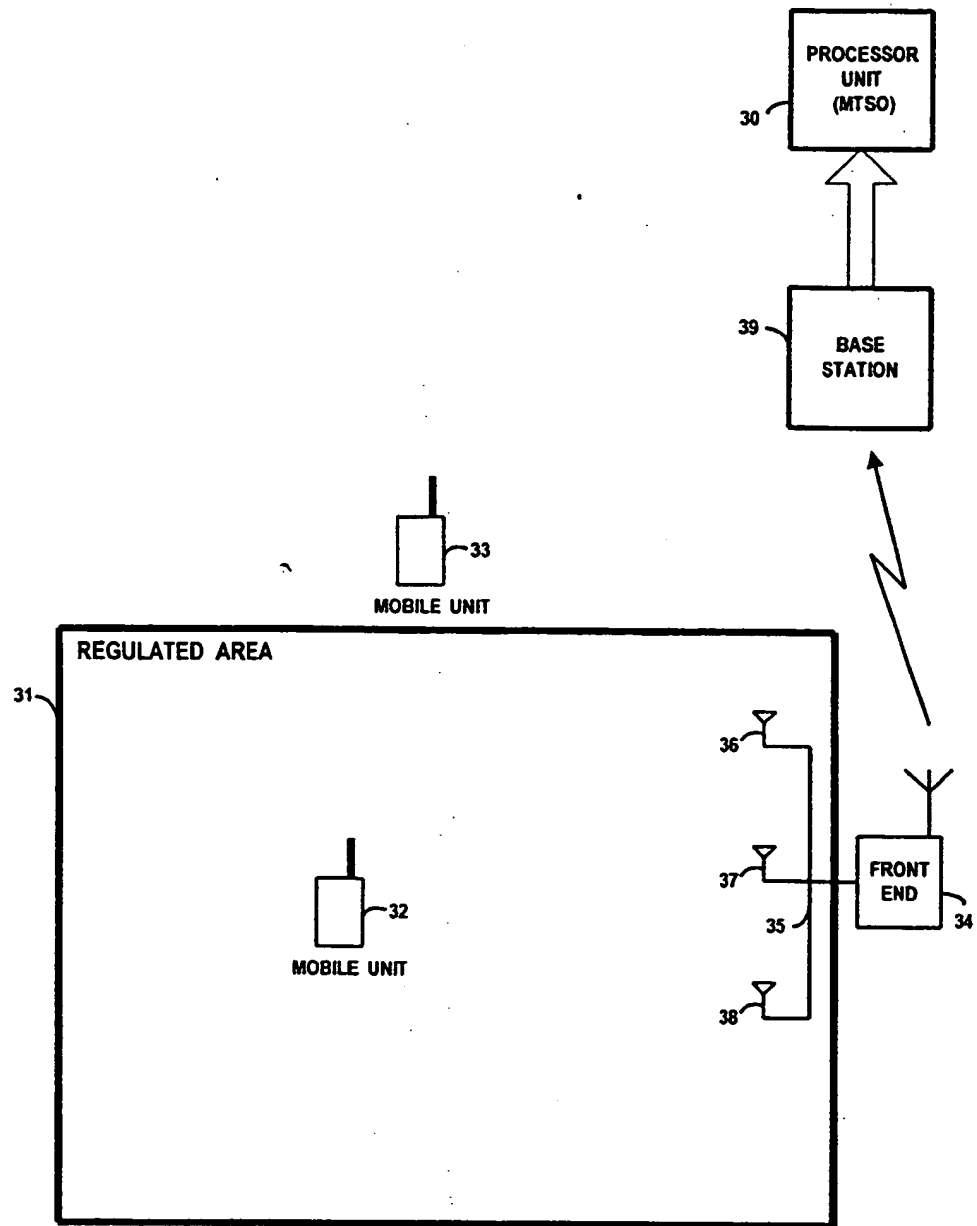 PROCESSOR
UNIT
(MTSO)
30
39
BASE
STATION
33
MOBILE UNIT
REGULATED AREA
31
36
37
FRONT
END
35
34
32
MOBILE UNIT
38